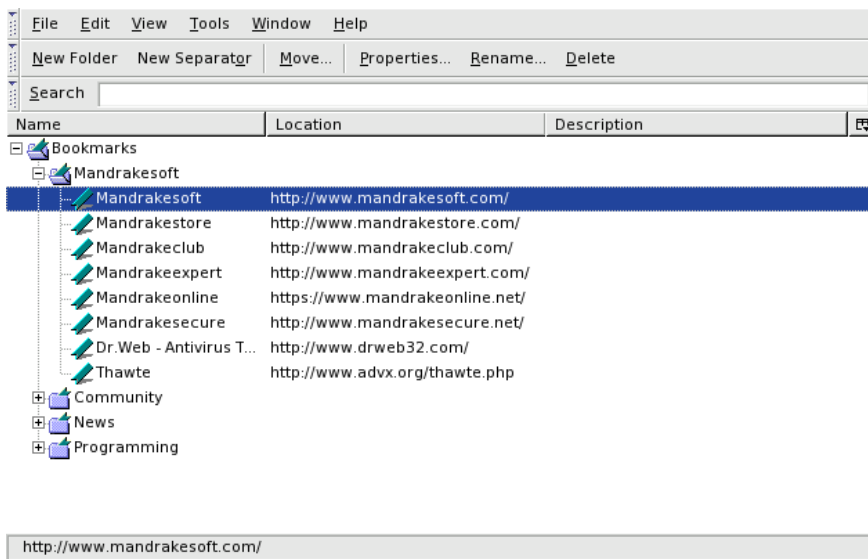 File Edit View Tools Window Help
New Folder New Separator Move... Properties... Rename... Delete
Search
Name Location Description
Bookmarks
Mandrakesoft
Mandrakesoft http://www.mandrakesoft.com/
Mandrakestore http://www.mandrakestore.com/
Mandrakeclub http://www.mandrakeclub.com/
Mandrakeexpert http://www.mandrakeexpert.com/
Mandrakeonline https://www.mandrakeonline.net/
Mandrakesecure http://www.mandrakesecure.net/
Dr.Web - Antivirus T... http://www.drweb32.com/
Thawte http://www.advx.org/thawte.php
Community
News
Programming
http://www.mandrakesoft.com/